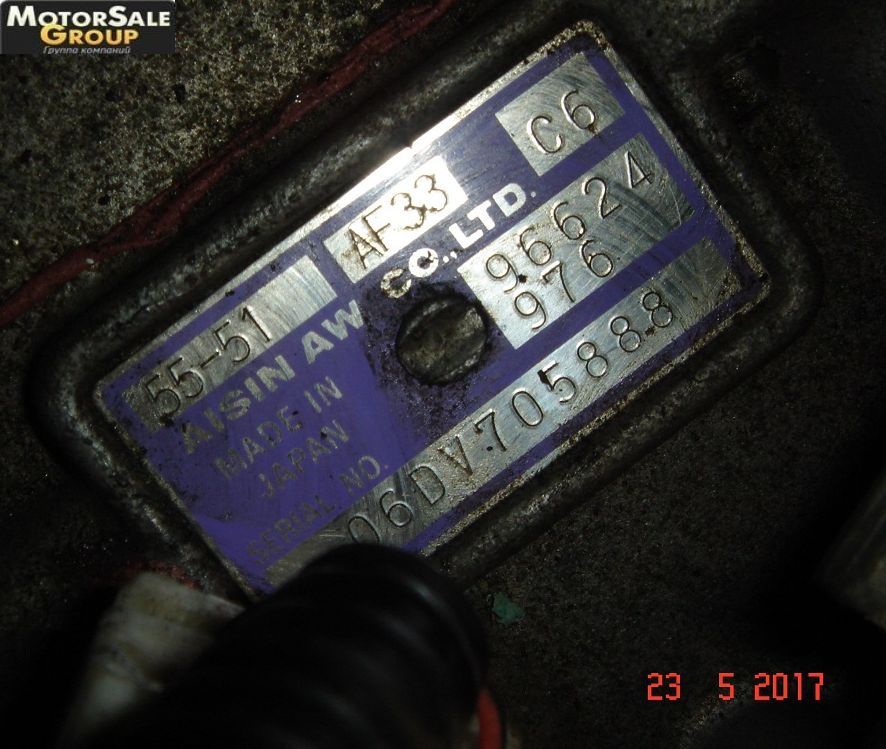 MOTORSALE
GROUP
Группа компаний
55-51 AF33 C6
AISIN AW CO.,LTD.
MADE IN
JAPAN
96624
976
SERIAL NO.
06DV705888
23 5 2017